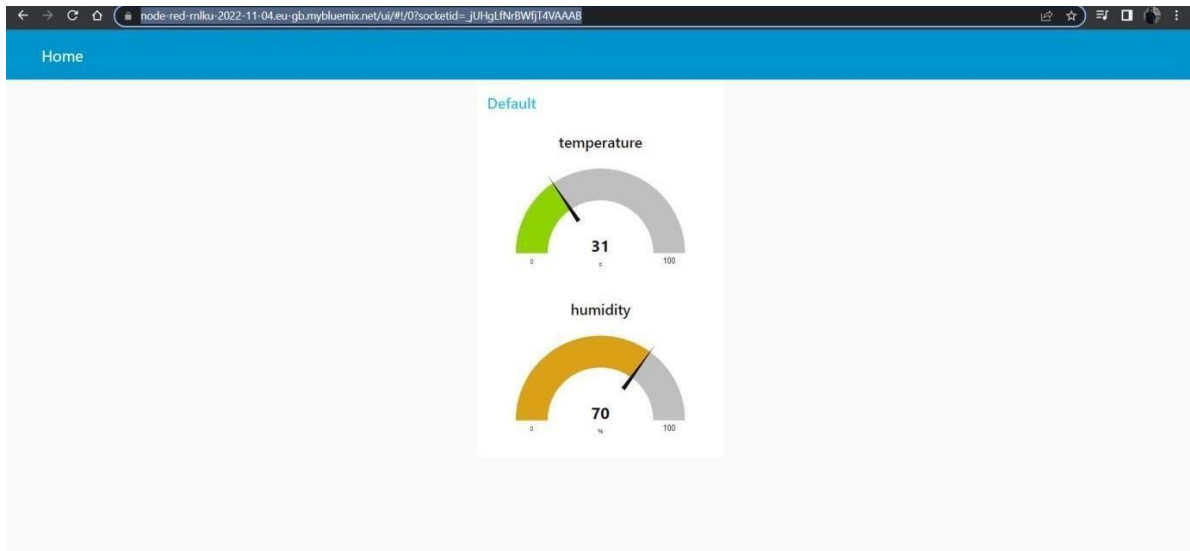 node-red-rnlku-2022-11-04.eu-gb.mybluemix.net/ui/#!/0?socketid=_jUHgLfNrBWfjT4VAAAB
Home
Default
temperature
31
0
c
100
humidity
70
0
%
100